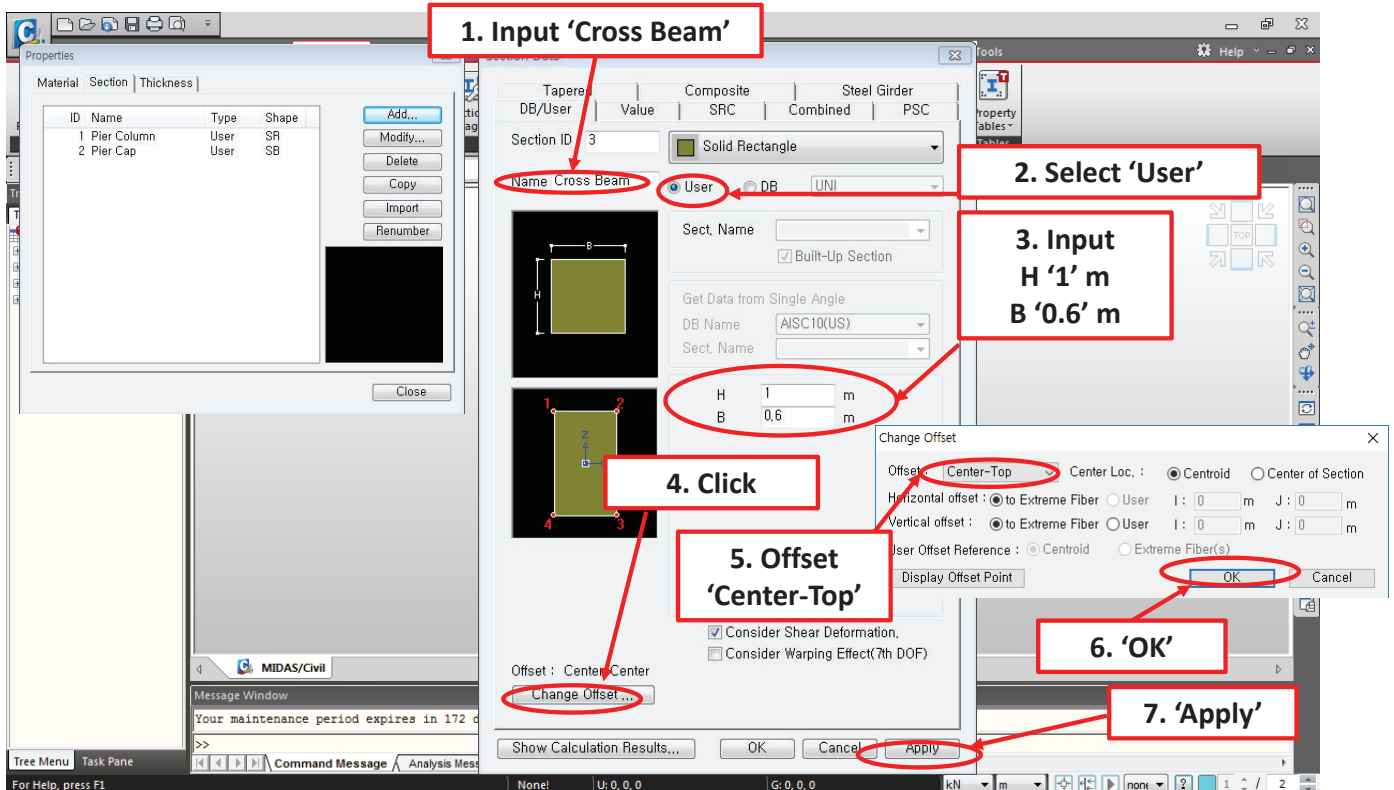 1. Input ‘Cross Beam’
Properties
Material Section Thickness
ID Name Type Shape
1 Pier Column User SR
2 Pier Cap User SB
Add...
Modify...
Delete
Copy
Import
Renumber
Close
Tools
Help
Property
Tables
Tables
Section Data
Tapered Composite Steel Girder
DB/User Value SRC Combined PSC
Section ID 3
Solid Rectangle
Name Cross Beam
User DB UNI
2. Select ‘User’
Sect, Name
Built-Up Section
Get Data from Single Angle
DB Name AISC10(US)
Sect, Name
3. Input
H ‘1’ m
B ‘0.6’ m
TOP
B
H
H 1 m
B 0,6 m
1 2
Z
4 3
4. Click
Change Offset
Offset : Center-Top Center Loc, : Centroid Center of Section
Horizontal offset : to Extreme Fiber User I : 0 m J : 0 m
Vertical offset : to Extreme Fiber User I : 0 m J : 0 m
User Offset Reference : Centroid Extreme Fiber(s)
Display Offset Point OK Cancel
5. Offset
‘Center-Top’
6. ‘OK’
Consider Shear Deformation,
Consider Warping Effect(7th DOF)
Offset : Center-Center
Change Offset ...
7. ‘Apply’
Show Calculation Results,,, OK Cancel Apply
MIDAS/Civil
Message Window
Your maintenance period expires in 172 d
>>
Tree Menu Task Pane
Command Message Analysis Mess
For Help, press F1
None! U: 0, 0, 0 G: 0, 0, 0
kN m none ? 1 / 2